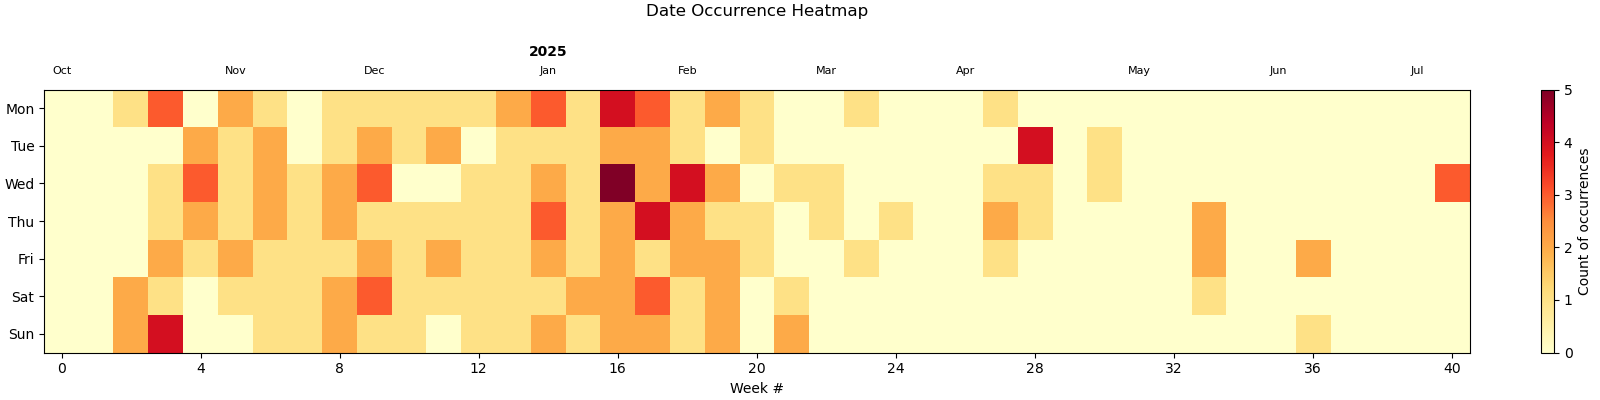 Date Occurrence Heatmap
2025
Oct Nov Dec Jan Feb Mar Apr May Jun Jul
Mon
Tue
Wed
Thu
Fri
Sat
Sun
0 4 8 12 16 20 24 28 32 36 40
Week #
5
4
3
2
1
0
Count of occurrences